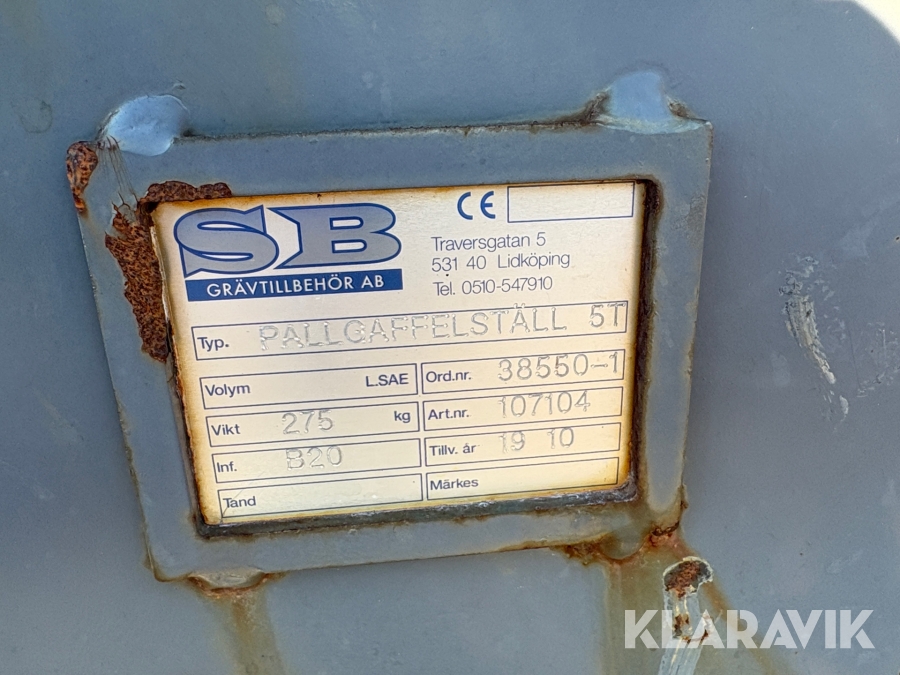 SB
GRÄVTILLBEHÖR AB
CE
Traversgatan 5
531 40 Lidköping
Tel. 0510-547910
Typ. PALLGAFFELSTÄLL 5T
Volym L.SAE
Ord.nr. 38550-1
Vikt 275 kg
Art.nr. 107104
Inf. B20
Tillv. år 19 10
Tand
Märkes
KLARAVIK